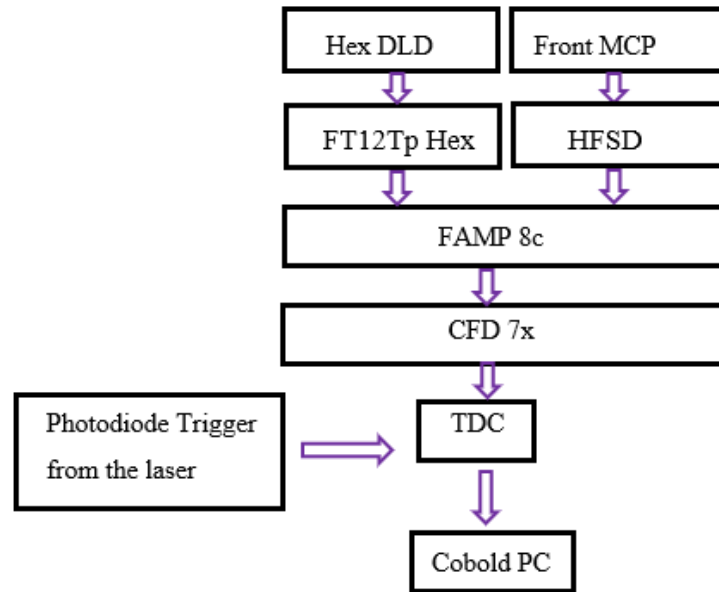 Hex DLD
Front MCP
FT12Tp Hex
HFSD
FAMP 8c
CFD 7x
Photodiode Trigger
from the laser
TDC
Cobold PC